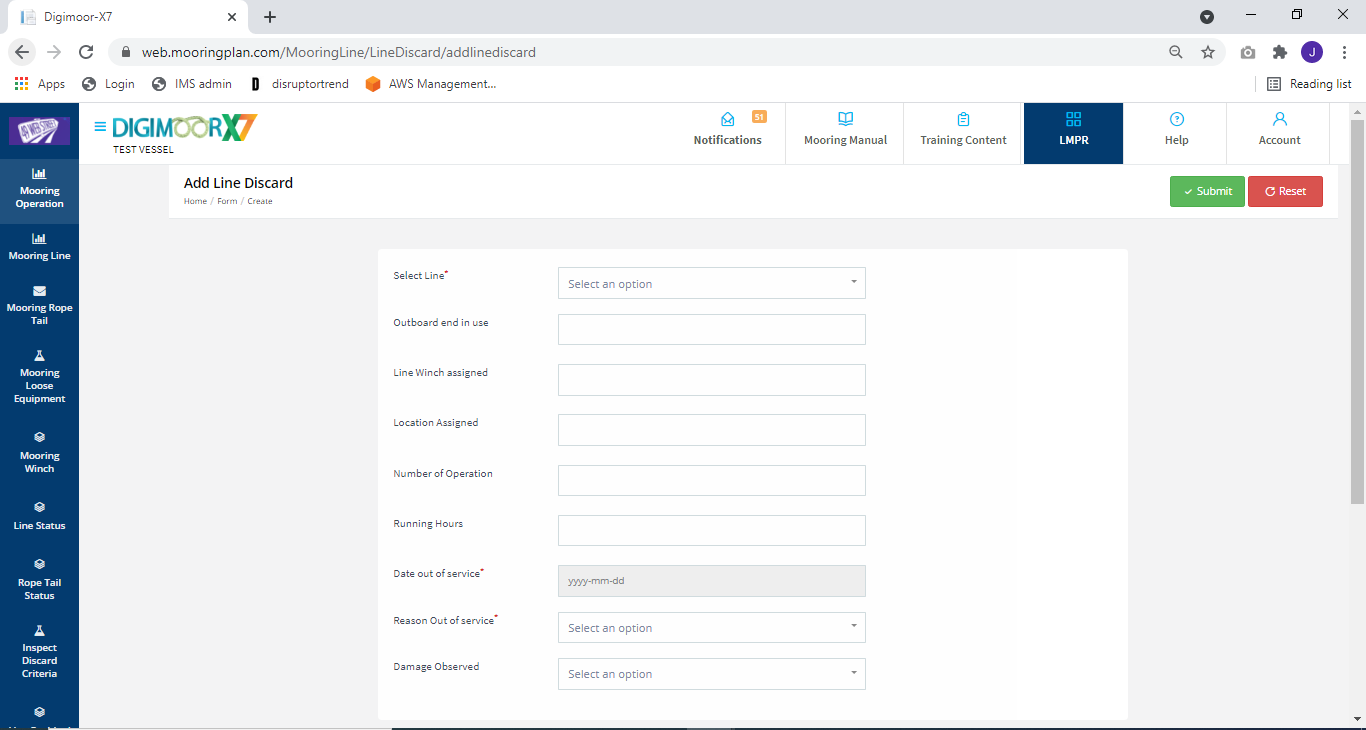 Digimoor-X7
web.mooringplan.com/MooringLine/LineDiscard/addlinediscard
J
Apps
Login
IMS admin
disruptortrend
AWS Management...
Reading list
49 WEB STREET
DIGIMOORX7
TEST VESSEL
51
Notifications
Mooring Manual
Training Content
LMPR
Help
Account
Mooring
Operation
Mooring Line
Mooring Rope
Tail
Mooring
Loose
Equipment
Mooring
Winch
Line Status
Rope Tail
Status
Inspect
Discard
Criteria
Add Line Discard
Home / Form / Create
Submit
Reset
Select Line*
Select an option
Outboard end in use
Line Winch assigned
Location Assigned
Number of Operation
Running Hours
Date out of service*
yyyy-mm-dd
Reason Out of service*
Select an option
Damage Observed
Select an option